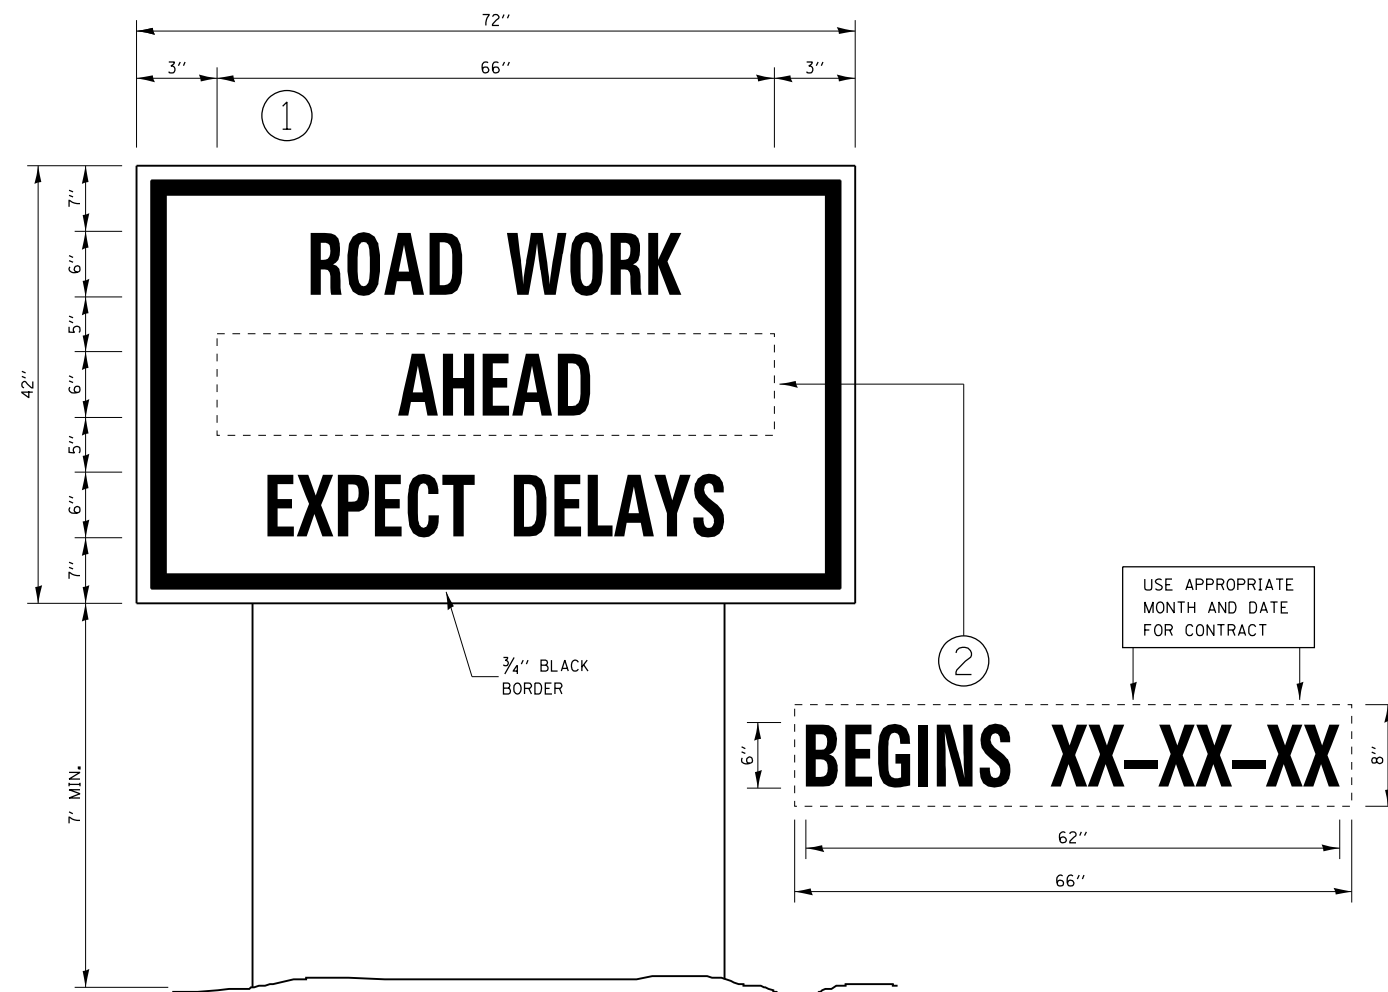 72''
3'' 66'' 3''
1
7''
6''
5''
6''
5''
6''
7''
42''
ROAD WORK
AHEAD
EXPECT DELAYS
3/4'' BLACK
BORDER
7' MIN.
2
USE APPROPRIATE
MONTH AND DATE
FOR CONTRACT
6''
BEGINS XX-XX-XX
8''
62''
66''